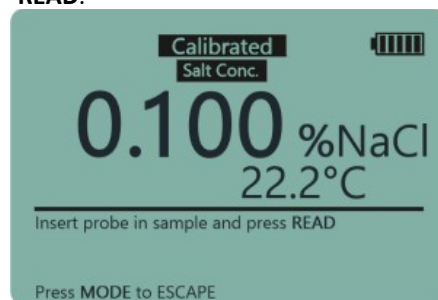 READ.
Calibrated
Salt Conc.
0.100 %NaCl
22.2°C
Insert probe in sample and press READ
Press MODE to ESCAPE